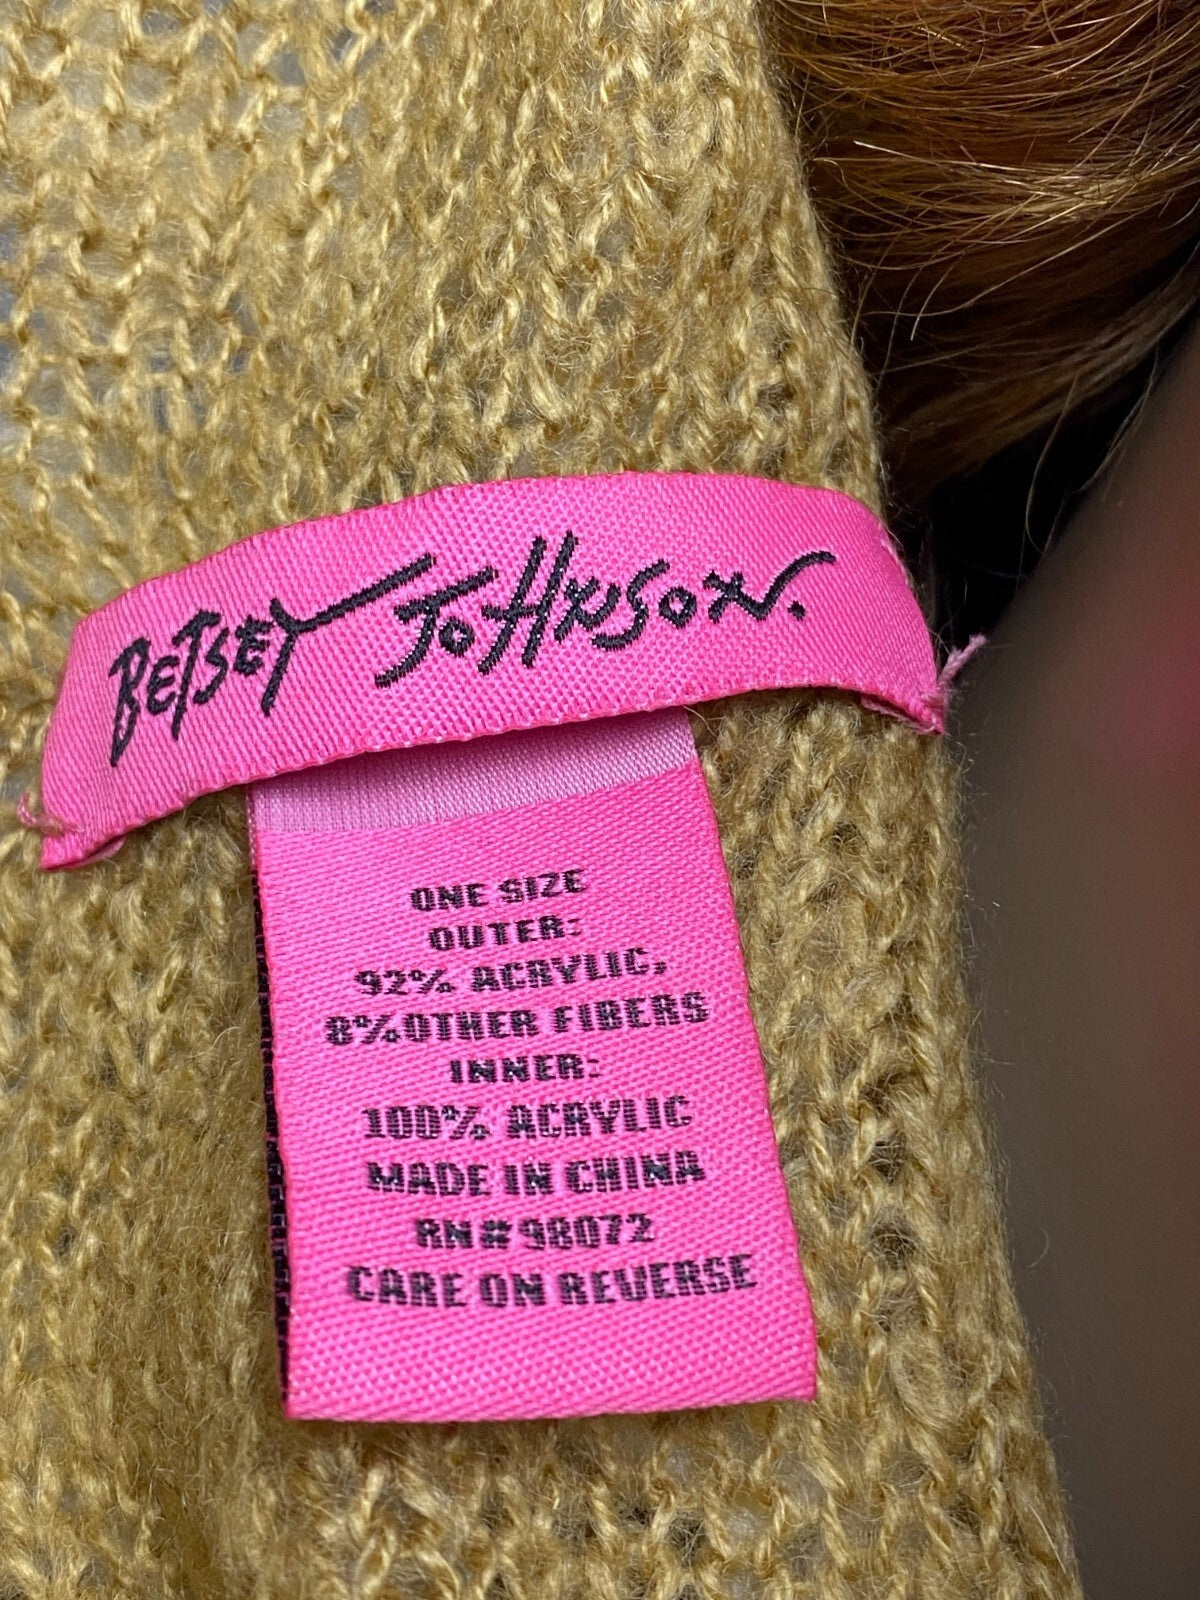 BETSEY JOHNSON.
ONE SIZE
OUTER:
92% ACRYLIC,
8%OTHER FIBERS
INNER:
100% ACRYLIC
MADE IN CHINA
RN#98072
CARE ON REVERSE